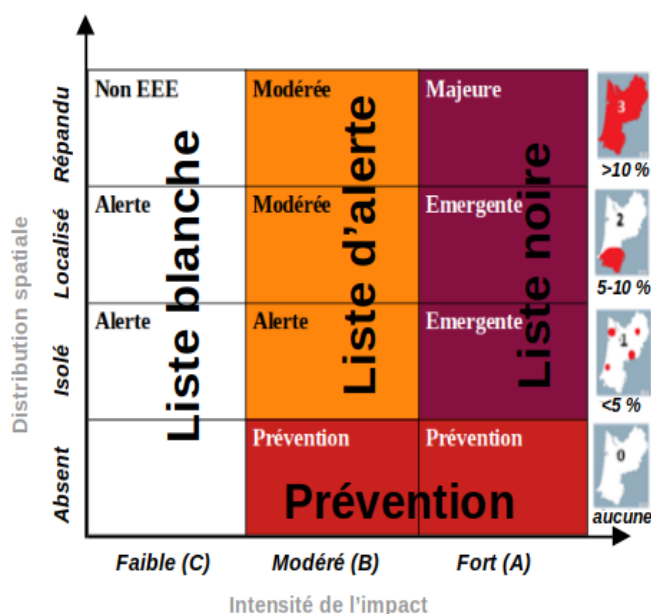 Non EEE
Modérée
Majeure
3
>10 %
Répandu
Alerte
Modérée
Emergente
2
5-10 %
Localisé
Alerte
Alerte
Emergente
1
<5 %
Isolé
Prévention
Prévention
0
aucune
Absent
Liste blanche
Liste d’alerte
Liste noire
Prévention
Distribution spatiale
Faible (C)
Modéré (B)
Fort (A)
Intensité de l’impact